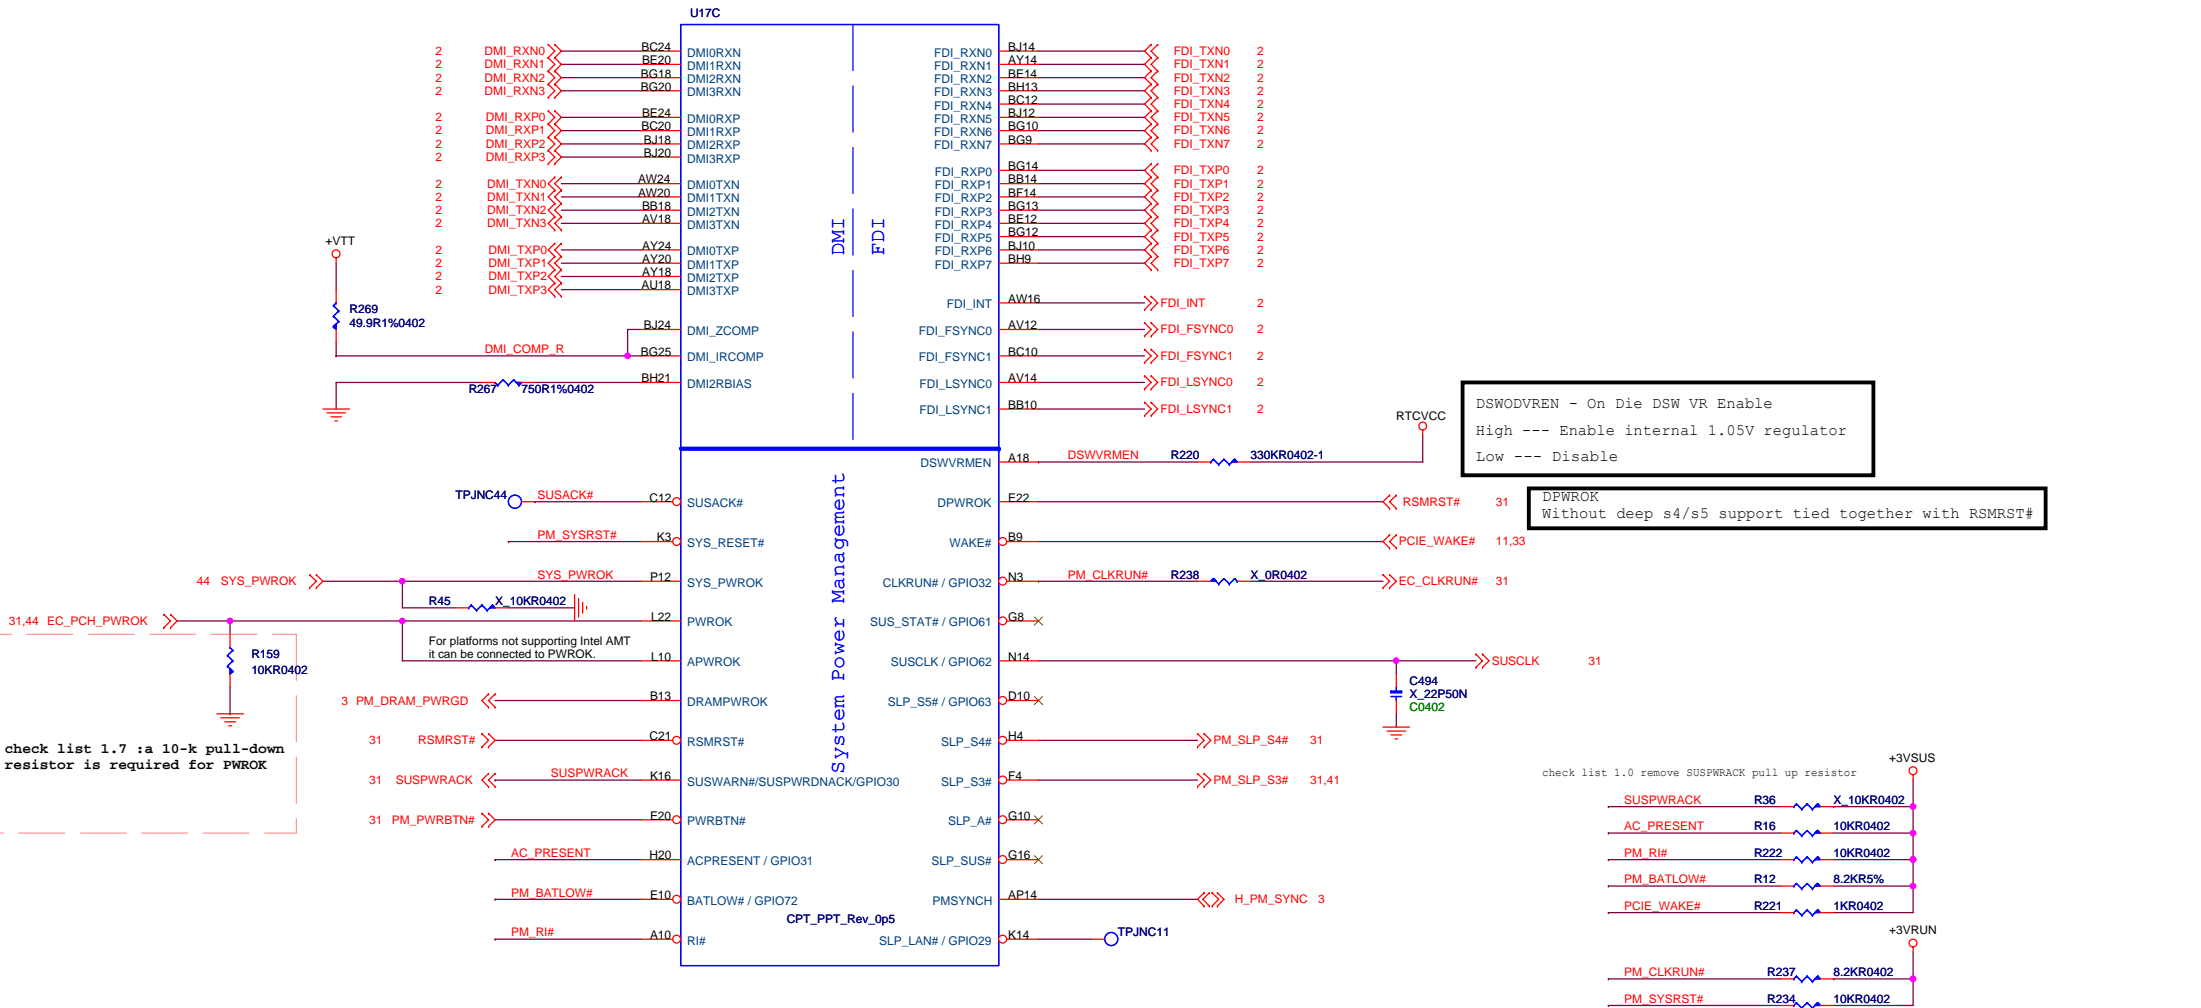 U17C
2 DMI_RXN0 BC24 DMI0RXN FDI_RXN0 BJ14 FDI_TXN0 2
2 DMI_RXN1 BE20 DMI1RXN FDI_RXN1 AY14 FDI_TXN1 2
2 DMI_RXN2 BG18 DMI2RXN FDI_RXN2 BE14 FDI_TXN2 2
2 DMI_RXN3 BG20 DMI3RXN FDI_RXN3 BH13 FDI_TXN3 2
FDI_RXN4 BC12 FDI_TXN4 2
2 DMI_RXP0 BE24 DMI0RXP FDI_RXN5 BJ12 FDI_TXN5 2
2 DMI_RXP1 BC20 DMI1RXP FDI_RXN6 BG10 FDI_TXN6 2
2 DMI_RXP2 BJ18 DMI2RXP FDI_RXN7 BG9 FDI_TXN7 2
2 DMI_RXP3 BJ20 DMI3RXP
FDI_RXP0 BG14 FDI_TXP0 2
2 DMI_TXN0 AW24 DMI0TXN FDI_RXP1 BB14 FDI_TXP1 2
2 DMI_TXN1 AW20 DMI1TXN FDI_RXP2 BF14 FDI_TXP2 2
2 DMI_TXN2 BB18 DMI2TXN FDI_RXP3 BG13 FDI_TXP3 2
2 DMI_TXN3 AV18 DMI3TXN FDI_RXP4 BE12 FDI_TXP4 2
DMI FDI
FDI_RXP5 BG12 FDI_TXP5 2
+VTT
2 DMI_TXP0 AY24 DMI0TXP FDI_RXP6 BJ10 FDI_TXP6 2
2 DMI_TXP1 AY20 DMI1TXP FDI_RXP7 BH9 FDI_TXP7 2
2 DMI_TXP2 AY18 DMI2TXP
2 DMI_TXP3 AU18 DMI3TXP
FDI_INT AW16 FDI_INT 2
R269
49.9R1%0402
BJ24 DMI_ZCOMP FDI_FSYNC0 AV12 FDI_FSYNC0 2
DMI_COMP_R BG25 DMI_IRCOMP FDI_FSYNC1 BC10 FDI_FSYNC1 2
R267 750R1%0402 BH21 DMI2RBIAS FDI_LSYNC0 AV14 FDI_LSYNC0 2
FDI_LSYNC1 BB10 FDI_LSYNC1 2
RTCVCC
DSWODVREN - On Die DSW VR Enable
High --- Enable internal 1.05V regulator
Low --- Disable
DSWVRMEN A18 DSWVRMEN R220 330KR0402-1
System Power Management
TPJNC44 SUSACK# C12 SUSACK# DPWROK E22 RSMRST# 31
DPWROK
Without deep s4/s5 support tied together with RSMRST#
PM_SYSRST# K3 SYS_RESET# WAKE# B9 PCIE_WAKE# 11,33
44 SYS_PWROK SYS_PWROK P12 SYS_PWROK CLKRUN# / GPIO32 N3 PM_CLKRUN# R238 X_0R0402 EC_CLKRUN# 31
R45 X_10KR0402
31,44 EC_PCH_PWROK L22 PWROK SUS_STAT# / GPIO61 G8
For platforms not supporting Intel AMT
it can be connected to PWROK.
R159
10KR0402
L10 APWROK SUSCLK / GPIO62 N14 SUSCLK 31
C494
X_22P50N
C0402
3 PM_DRAM_PWRGD B13 DRAMPWROK SLP_S5# / GPIO63 D10
31 RSMRST# C21 RSMRST# SLP_S4# H4 PM_SLP_S4# 31
check list 1.7 :a 10-k pull-down
resistor is required for PWROK
31 SUSPWRACK SUSPWRACK K16 SUSWARN#/SUSPWRDNACK/GPIO30 SLP_S3# F4 PM_SLP_S3# 31,41
31 PM_PWRBTN# E20 PWRBTN# SLP_A# G10
AC_PRESENT H20 ACPRESENT / GPIO31 SLP_SUS# G16
PM_BATLOW# E10 BATLOW# / GPIO72 PMSYNCH AP14 H_PM_SYNC 3
CPT_PPT_Rev_0p5
PM_RI# A10 RI# SLP_LAN# / GPIO29 K14 TPJNC11
+3VSUS
check list 1.0 remove SUSPWRACK pull up resistor
SUSPWRACK R36 X_10KR0402
AC_PRESENT R16 10KR0402
PM_RI# R222 10KR0402
PM_BATLOW# R12 8.2KR5%
PCIE_WAKE# R221 1KR0402
+3VRUN
PM_CLKRUN# R237 8.2KR0402
PM_SYSRST# R234 10KR0402